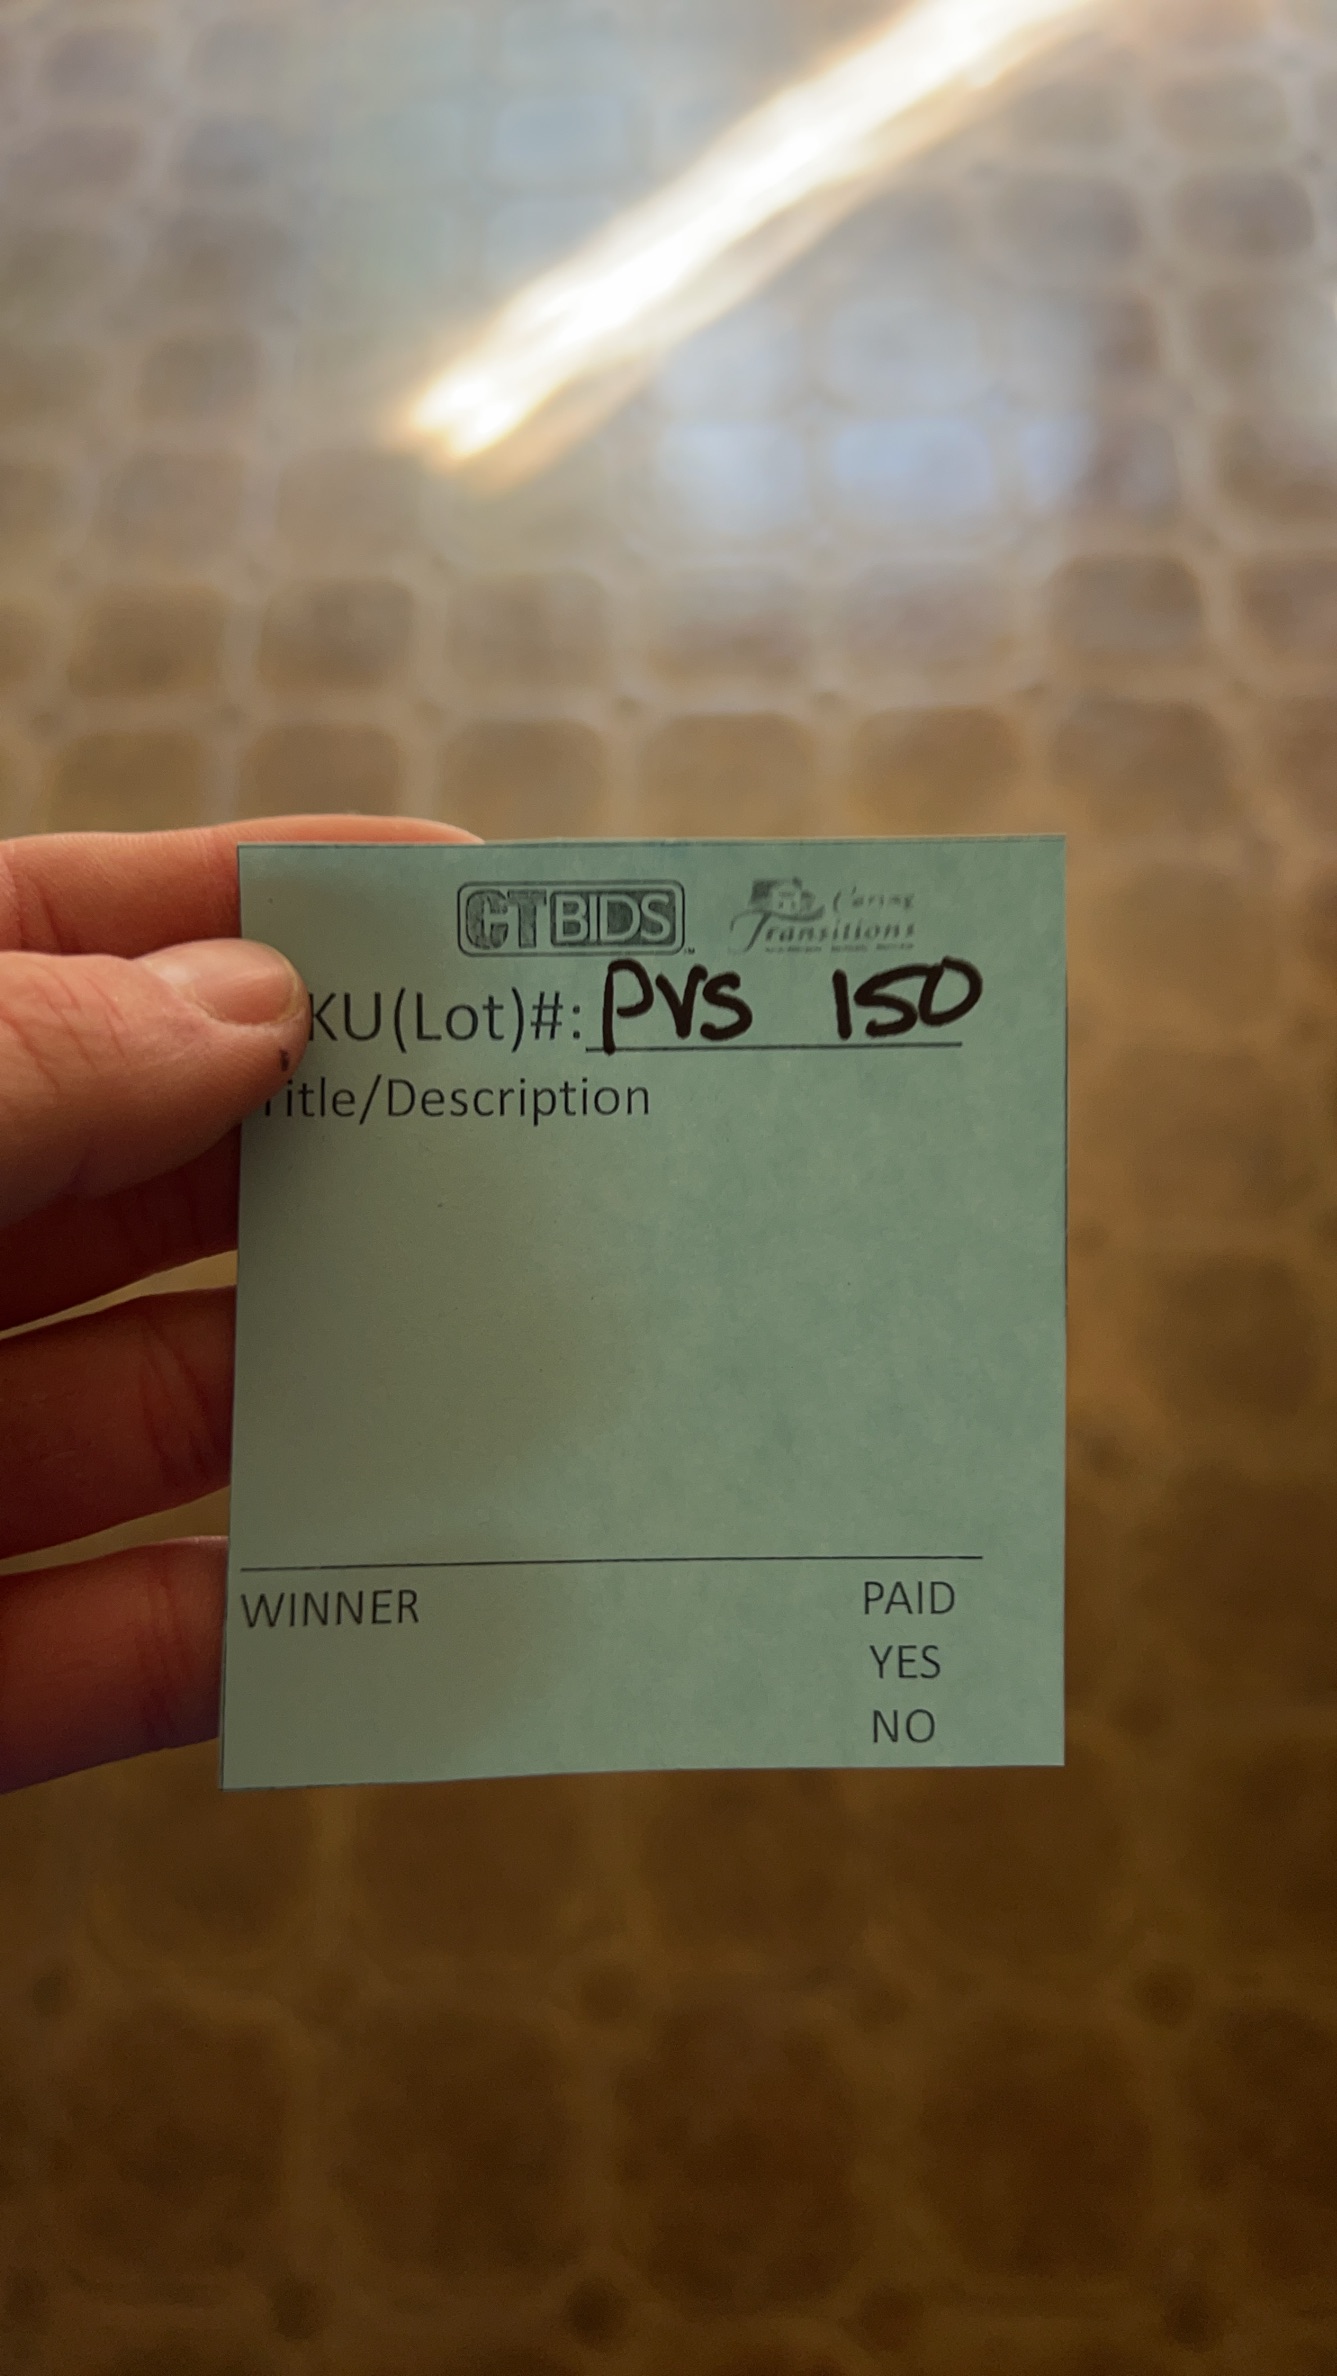 CTBIDS Caring
Transitions
KU(Lot)#: PVS 150
Title/Description
WINNER PAID
YES
NO